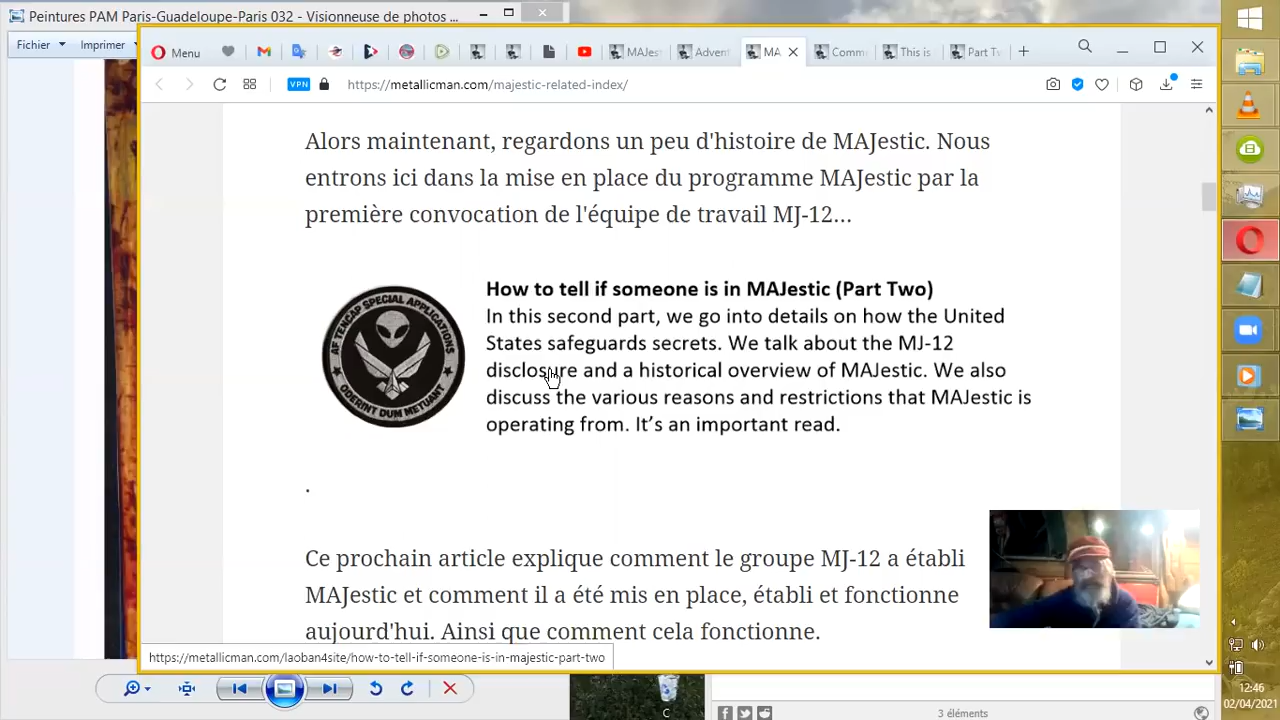 Peintures PAM Paris-Guadeloupe-Paris 032 - Visionneuse de photos ...
Fichier
Imprimer
Menu
MAJes
Advent
MA
Comm
This is
Part Tv
VPN
https://metallicman.com/majestic-related-index/
Alors maintenant, regardons un peu d'histoire de MAJestic. Nous
entrons ici dans la mise en place du programme MAJestic par la
première convocation de l'équipe de travail MJ-12...
AF TENCAP SPECIAL APPLICATIONS
ODERINT DUM METUANT
How to tell if someone is in MAJestic (Part Two)
In this second part, we go into details on how the United
States safeguards secrets. We talk about the MJ-12
disclosure and a historical overview of MAJestic. We also
discuss the various reasons and restrictions that MAJestic is
operating from. It's an important read.
.
Ce prochain article explique comment le groupe MJ-12 a établi
MAJestic et comment il a été mis en place, établi et fonctionne
aujourd'hui. Ainsi que comment cela fonctionne.
https://metallicman.com/laoban4site/how-to-tell-if-someone-is-in-majestic-part-two
C
3 éléments
12:46
02/04/2021